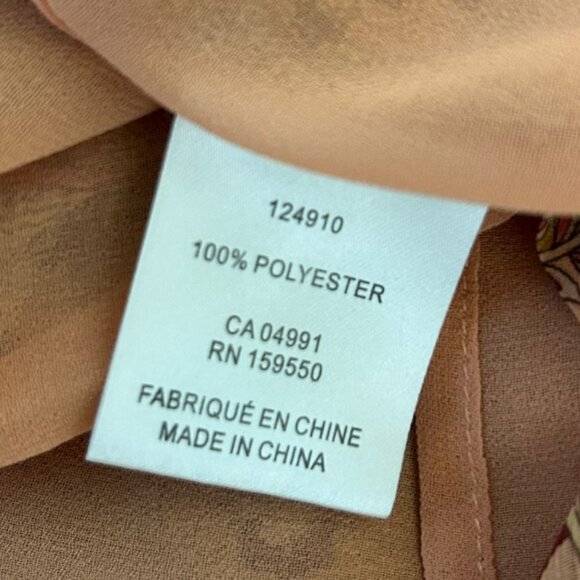 124910
100% POLYESTER
CA 04991
RN 159550
FABRIQUÉ EN CHINE
MADE IN CHINA